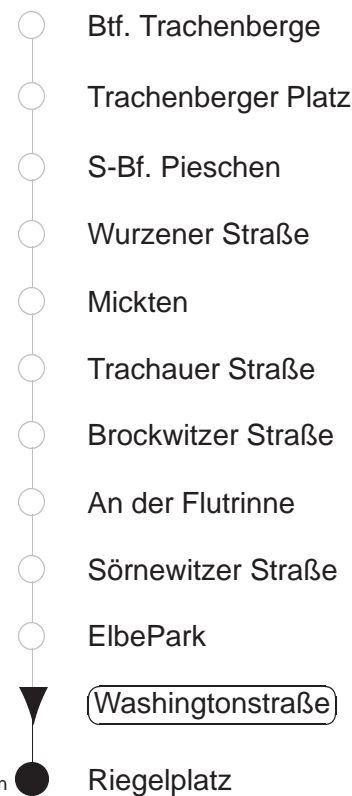 Btf. Trachenberge
Trachenberger Platz
S-Bf. Pieschen
Wurzener Straße
Mickten
Trachauer Straße
Brockwitzer Straße
An der Flutrinne
Sörnewitzer Straße
ElbePark
Washingtonstraße
Riegelplatz